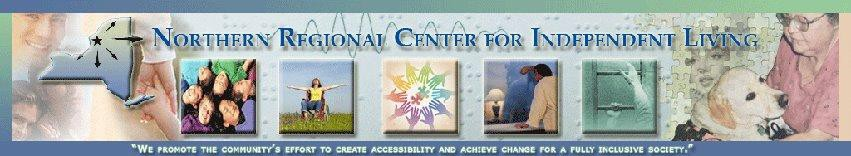 Northern Regional Center for Independent Living
"We promote the community's effort to create accessibility and achieve change for a fully inclusive society."